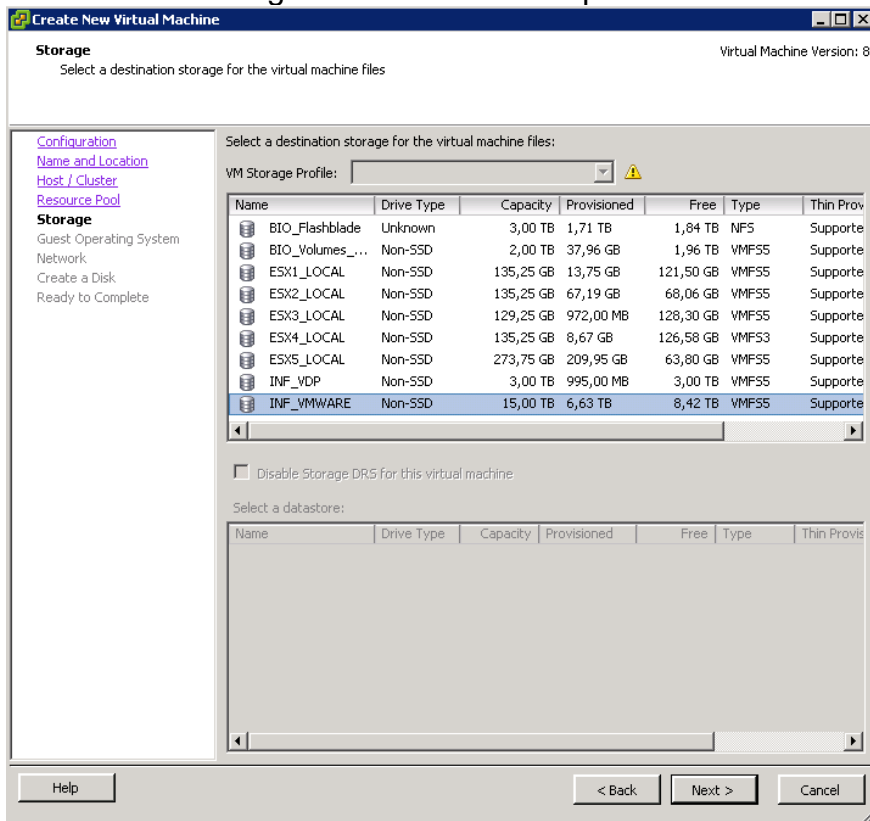 Create New Virtual Machine
Storage
Select a destination storage for the virtual machine files
Virtual Machine Version: 8
Configuration
Name and Location
Host / Cluster
Resource Pool
Storage
Guest Operating System
Network
Create a Disk
Ready to Complete
Select a destination storage for the virtual machine files:
VM Storage Profile:
Name Drive Type Capacity Provisioned Free Type Thin Prov
BIO_Flashblade Unknown 3,00 TB 1,71 TB 1,84 TB NFS Supporte
BIO_Volumes_... Non-SSD 2,00 TB 37,96 GB 1,96 TB VMFS5 Supporte
ESX1_LOCAL Non-SSD 135,25 GB 13,75 GB 121,50 GB VMFS5 Supporte
ESX2_LOCAL Non-SSD 135,25 GB 67,19 GB 68,06 GB VMFS5 Supporte
ESX3_LOCAL Non-SSD 129,25 GB 972,00 MB 128,30 GB VMFS5 Supporte
ESX4_LOCAL Non-SSD 135,25 GB 8,67 GB 126,58 GB VMFS3 Supporte
ESX5_LOCAL Non-SSD 273,75 GB 209,95 GB 63,80 GB VMFS5 Supporte
INF_VDP Non-SSD 3,00 TB 995,00 MB 3,00 TB VMFS5 Supporte
INF_VMWARE Non-SSD 15,00 TB 6,63 TB 8,42 TB VMFS5 Supporte
Disable Storage DRS for this virtual machine
Select a datastore:
Name Drive Type Capacity Provisioned Free Type Thin Provis
Help
< Back
Next >
Cancel